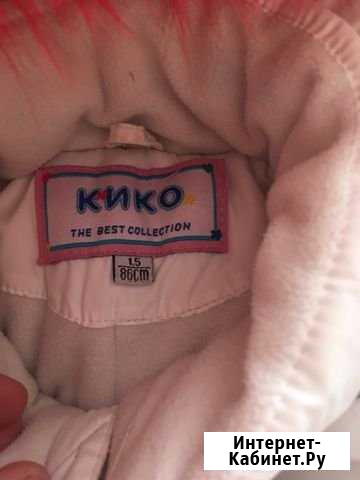 КИКО
THE BEST COLLECTION
1.5
86cm
Интернет-
Кабинет.Ру